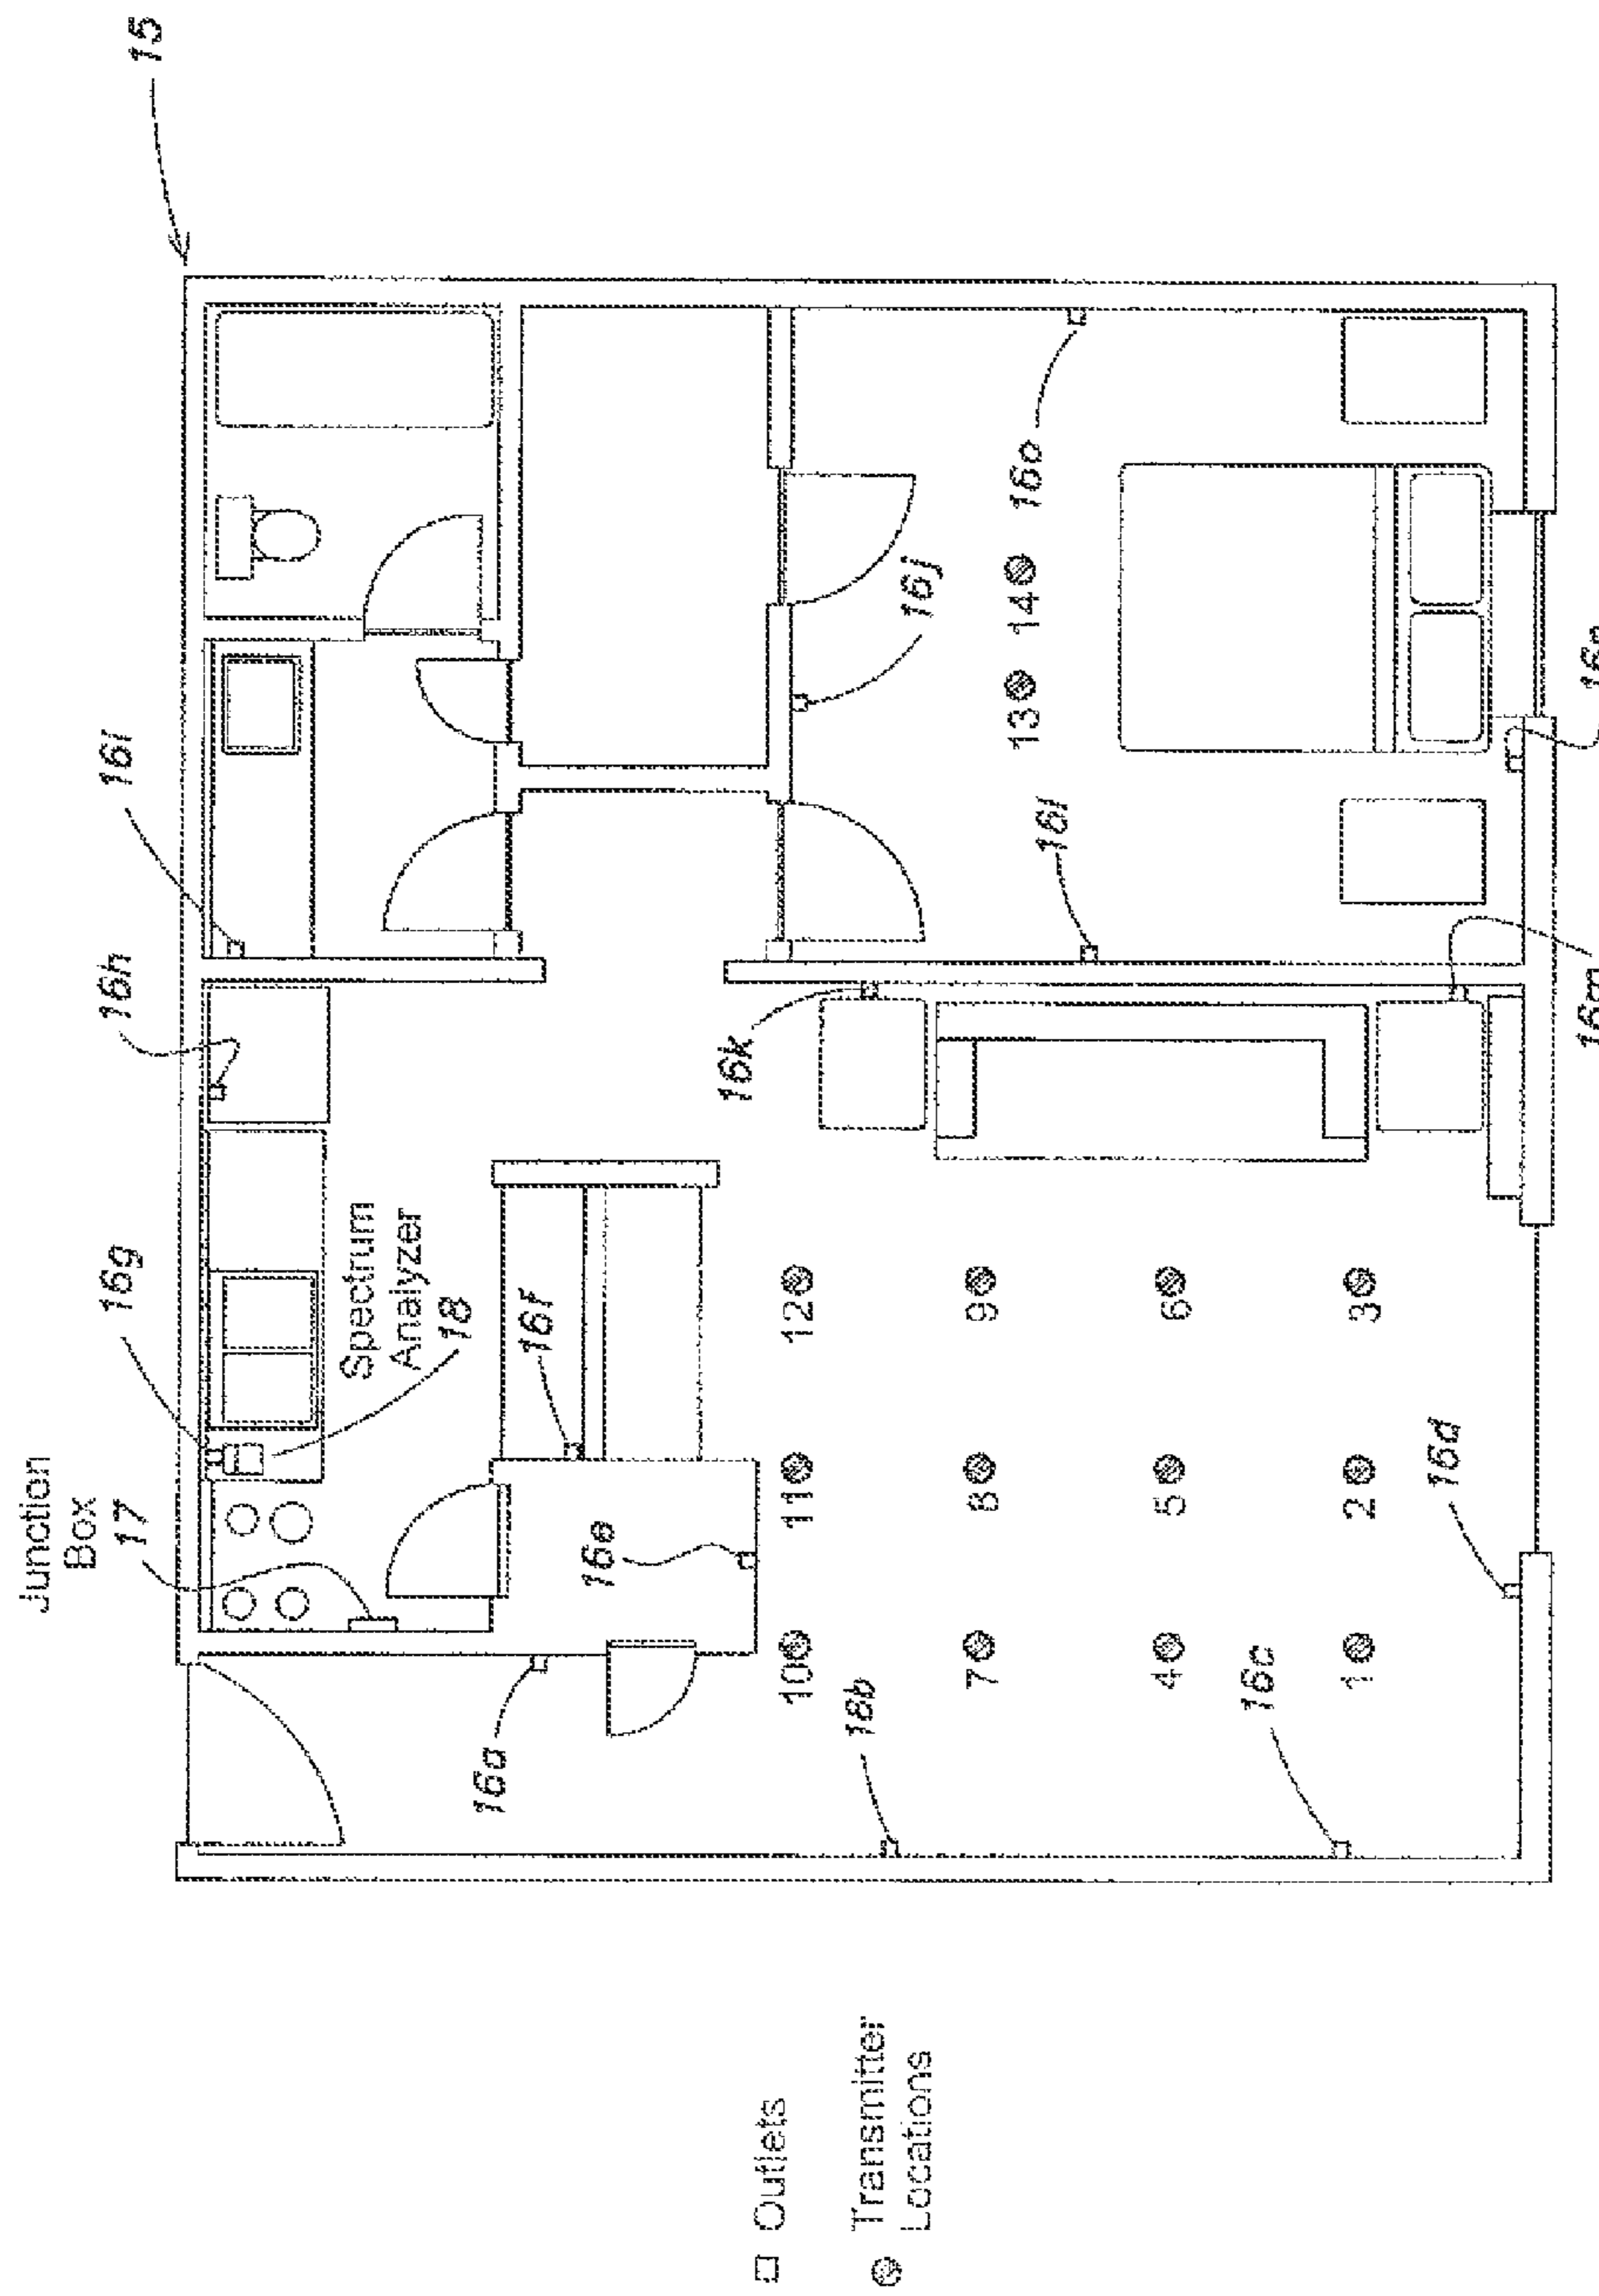 15
Junction
Box
17
16g
16h
16i
Spectrum
Analyzer
18
16f
16e
16a
16k
16j
16l
16o
13
14
10
11
12
18b
7
8
9
4
5
6
16c
1
2
3
16d
16m
Outlets
Transmitter
Locations